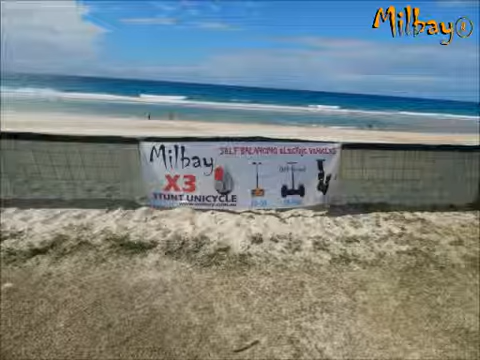 Milbay
Milbay
SELF BALANCING ELECTRIC VEHICLES
X3
STUNT UNICYCLE